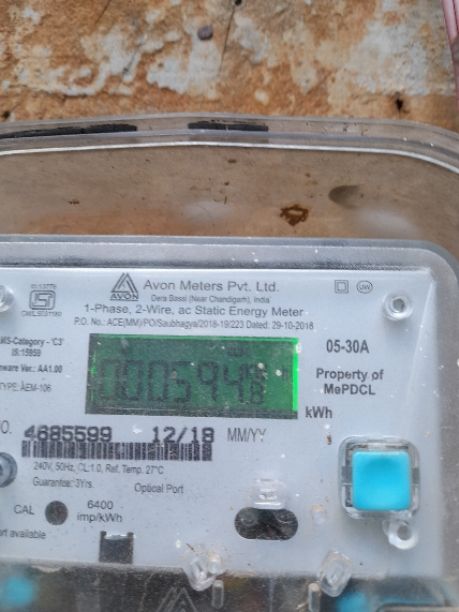 Avon Meters Pvt. Ltd.
AVON
Dera Bassi (Near Chandigarh), India
1-Phase, 2-Wire, ac Static Energy Meter
P.O. No.: ACE(MM)/PO/Saubhagya/2018-19/223 Dated: 29-10-2018
MS-Category - 'C3'
IS:15959
ware Ver.: AA1.00
TYPE: AEM-106
05-30A
Property of
MePDCL
kWh
NO. 4685599 12/18 MM/YY
240V, 50Hz, CL:1.0, Ref. Temp. 27°C
Guarantee: 3Yrs.
Optical Port
CAL
6400
imp/kWh
ort available